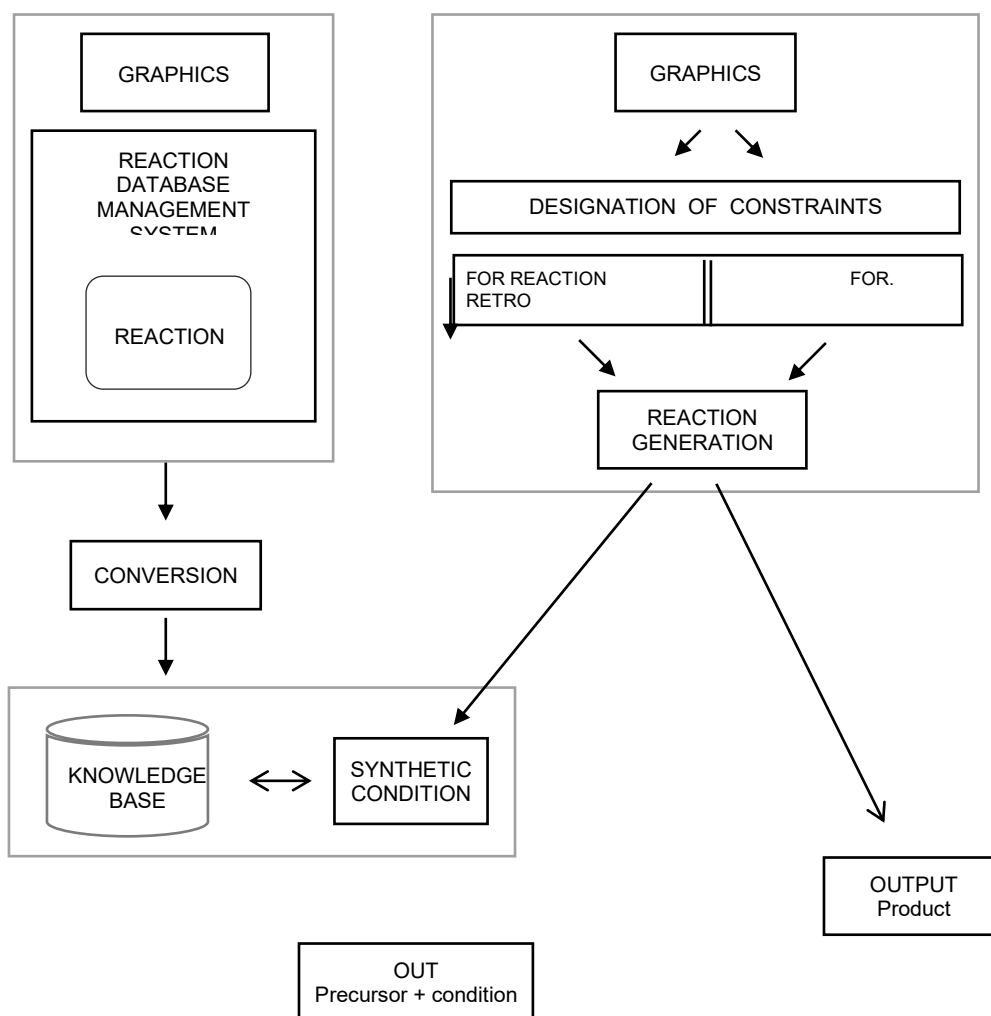 GRAPHICS
REACTION
DATABASE
MANAGEMENT
SYSTEM
REACTION
CONVERSION
GRAPHICS
DESIGNATION OF CONSTRAINTS
FOR REACTION
RETRO
FOR.
REACTION
GENERATION
KNOWLEDGE
BASE
SYNTHETIC
CONDITION
OUTPUT
Product
OUT
Precursor + condition